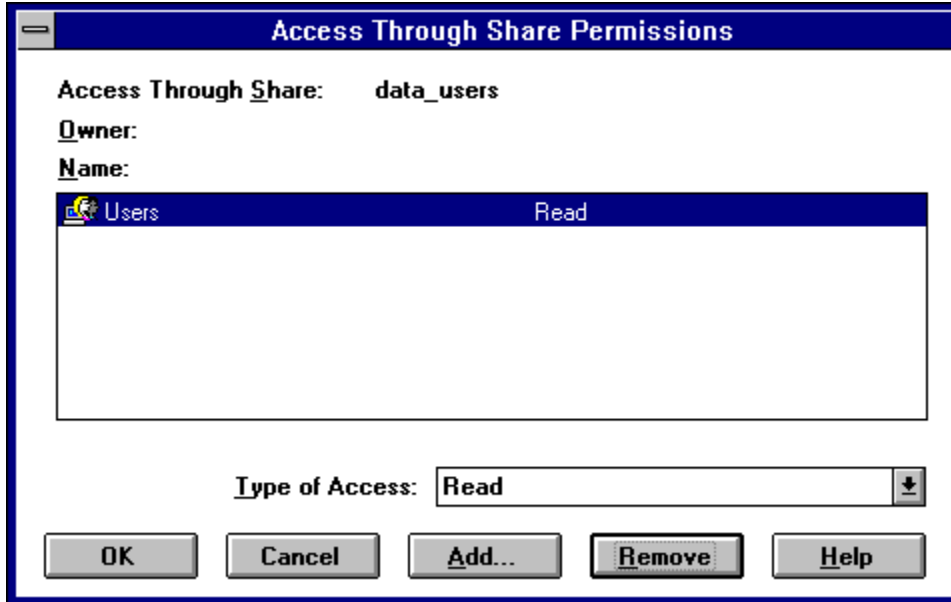 Access Through Share Permissions
Access Through Share: data_users
Owner:
Name:
Users Read
Type of Access: Read
OK Cancel Add... Remove Help